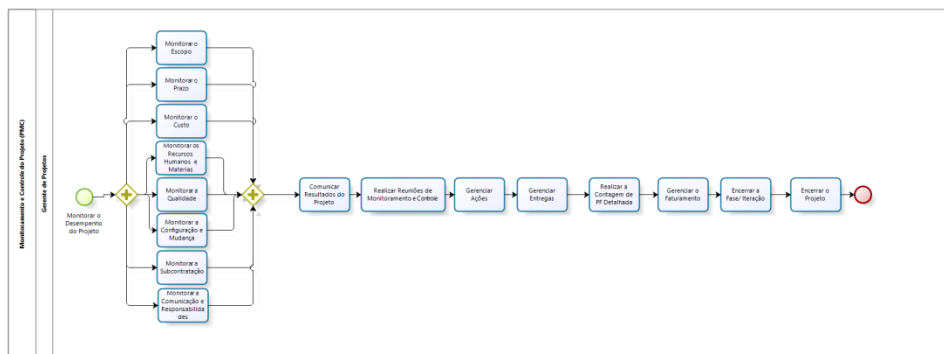 Monitoramento e Controle do Projeto (PMC)
Gerente de Projetos
Monitorar o
Desempenho
do Projeto
Monitorar o
Escopo
Monitorar o
Prazo
Monitorar o
Custo
Monitorar os
Recursos
Humanos e
Materias
Monitorar a
Qualidade
Monitorar a
Configuração e
Mudança
Monitorar a
Subcontratação
Monitorar a
Comunicação e
Responsabilida
des
Comunicar
Resultados do
Projeto
Realizar Reuniões de
Monitoramento e Controle
Gerenciar
Ações
Gerenciar
Entregas
Realizar a
Contagem de
PF Detalhada
Gerenciar o
Faturamento
Encerrar a
Fase/ Iteração
Encerrar o
Projeto